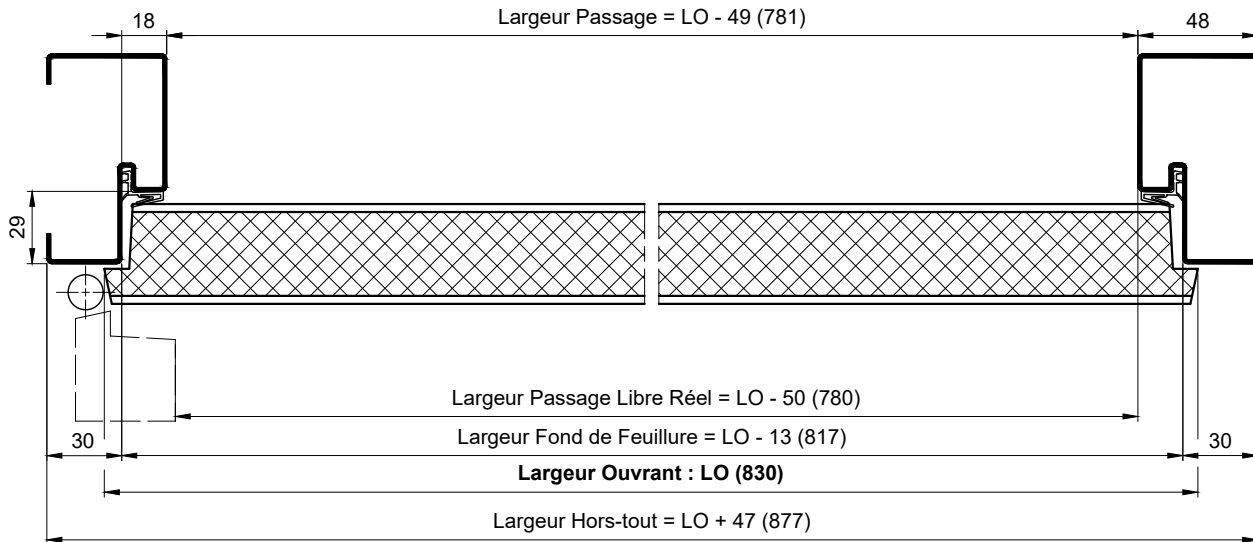 Largeur Passage = LO - 49 (781)
18
48
29
Largeur Passage Libre Réel = LO - 50 (780)
30
Largeur Fond de Feuillure = LO - 13 (817)
30
Largeur Ouvrant : LO (830)
Largeur Hors-tout = LO + 47 (877)